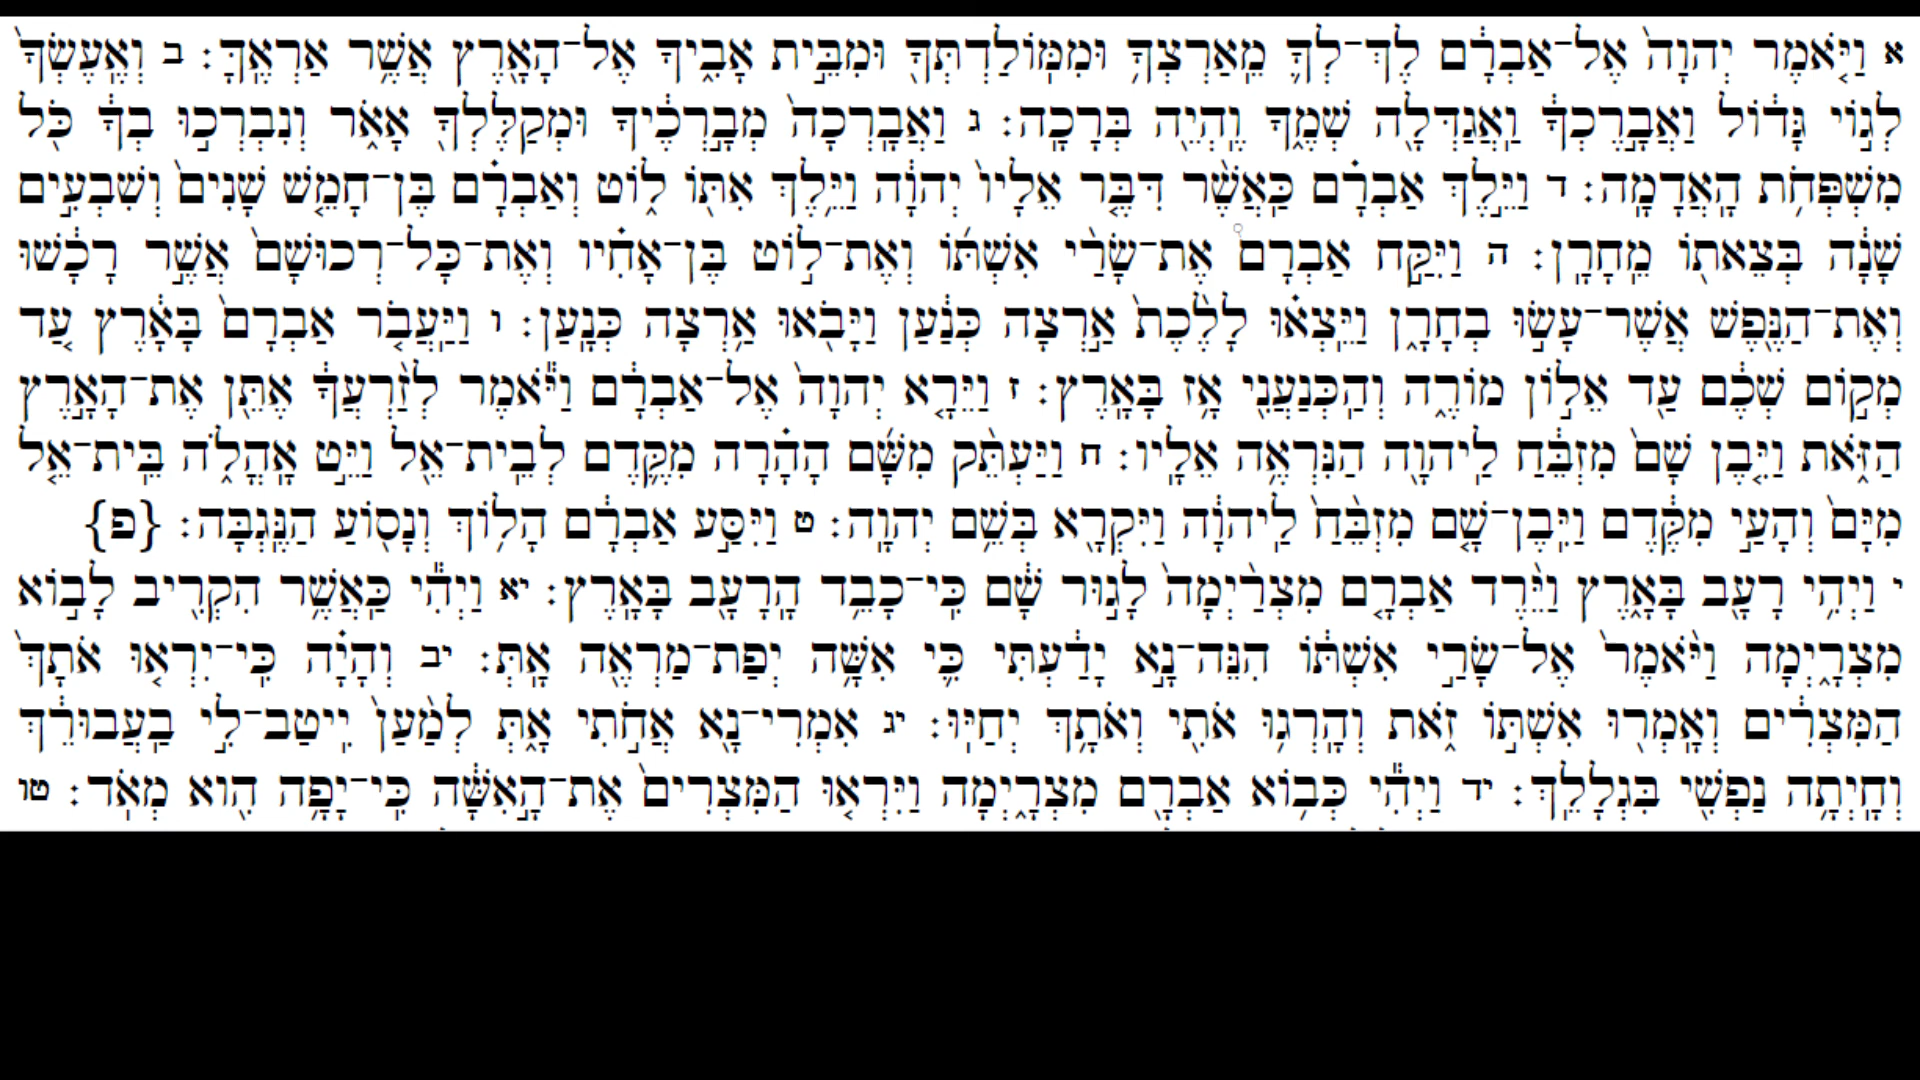 א וַיֹּ֤אמֶר יְהוָה֙ אֶל־אַבְרָ֔ם לֶךְ־לְךָ֛ מֵאַרְצְךָ֥ וּמִמּֽוֹלַדְתְּךָ֖ וּמִבֵּ֣ית אָבִ֑יךָ אֶל־הָאָ֖רֶץ אֲשֶׁ֥ר אַרְאֶֽךָּ׃ ב וְאֶֽעֶשְׂךָ֙
לְג֣וֹי גָּד֔וֹל וַאֲבָ֣רֶכְךָ֔ וַאֲגַדְּלָ֖ה שְׁמֶ֑ךָ וֶהְיֵ֖ה בְּרָכָֽה׃ ג וַאֲבָֽרְכָה֙ מְבָ֣רְכֶ֔יךָ וּמְקַלֶּלְךָ֖ אָאֹ֑ר וְנִבְרְכ֣וּ בְךָ֔ כֹּ֖ל
מִשְׁפְּחֹ֥ת הָאֲדָמָֽה׃ ד וַיֵּ֣לֶךְ אַבְרָ֗ם כַּאֲשֶׁ֨ר דִּבֶּ֤ר אֵלָיו֙ יְהוָ֔ה וַיֵּ֥לֶךְ אִתּ֖וֹ ל֑וֹט וְאַבְרָ֗ם בֶּן־חָמֵ֤שׁ שָׁנִים֙ וְשִׁבְעִ֣ים
שָׁנָ֔ה בְּצֵאת֖וֹ מֵחָרָֽן׃ ה וַיִּקַּ֣ח אַבְרָם֩ אֶת־שָׂרַ֨י אִשְׁתּ֜וֹ וְאֶת־ל֣וֹט בֶּן־אָחִ֗יו וְאֶת־כָּל־רְכוּשָׁם֙ אֲשֶׁ֣ר רָכָ֔שׁוּ
וְאֶת־הַנֶּ֖פֶשׁ אֲשֶׁר־עָשׂ֣וּ בְחָרָ֑ן וַיֵּצְא֗וּ לָלֶ֙כֶת֙ אַ֣רְצָה כְּנַ֔עַן וַיָּבֹ֖אוּ אַ֥רְצָה כְּנָֽעַן׃ ו וַיַּעֲבֹ֤ר אַבְרָם֙ בָּאָ֔רֶץ עַ֚ד
מְק֣וֹם שְׁכֶ֔ם עַ֖ד אֵל֣וֹן מוֹרֶ֑ה וְהַֽכְּנַעֲנִ֖י אָ֥ז בָּאָֽרֶץ׃ ז וַיֵּרָ֤א יְהוָה֙ אֶל־אַבְרָ֔ם וַיֹּ֕אמֶר לְזַ֨רְעֲךָ֔ אֶתֵּ֖ן אֶת־הָאָ֣רֶץ
הַזֹּ֑את וַיִּ֤בֶן שָׁם֙ מִזְבֵּ֔חַ לַיהוָ֖ה הַנִּרְאֶ֥ה אֵלָֽיו׃ ח וַיַּעְתֵּ֨ק מִשָּׁ֜ם הָהָ֗רָה מִקֶּ֛דֶם לְבֵֽית־אֵ֖ל וַיֵּ֣ט אָהֳלֹ֑ה בֵּֽית־אֵ֤ל
מִיָּם֙ וְהָעַ֣י מִקֶּ֔דֶם וַיִּֽבֶן־שָׁ֤ם מִזְבֵּ֙חַ֙ לַֽיהוָ֔ה וַיִּקְרָ֖א בְּשֵׁ֥ם יְהוָֽה׃ ט וַיִּסַּ֣ע אַבְרָ֔ם הָל֥וֹךְ וְנָס֖וֹעַ הַנֶּֽגְבָּה׃ {פ}
י וַיְהִ֥י רָעָ֖ב בָּאָ֑רֶץ וַיֵּ֨רֶד אַבְרָ֤ם מִצְרַ֙יְמָה֙ לָג֣וּר שָׁ֔ם כִּֽי־כָבֵ֥ד הָרָעָ֖ב בָּאָֽרֶץ׃ יא וַיְהִ֕י כַּאֲשֶׁ֥ר הִקְרִ֖יב לָב֣וֹא
מִצְרָ֑יְמָה וַיֹּ֙אמֶר֙ אֶל־שָׂרַ֣י אִשְׁתּ֔וֹ הִנֵּה־נָ֣א יָדַ֔עְתִּי כִּ֛י אִשָּׁ֥ה יְפַת־מַרְאֶ֖ה אָֽתְּ׃ יב וְהָיָ֗ה כִּֽי־יִרְא֤וּ אֹתָךְ֙
הַמִּצְרִ֔ים וְאָמְר֖וּ אִשְׁתּ֣וֹ זֹ֑את וְהָרְג֥וּ אֹתִ֖י וְאֹתָ֥ךְ יְחַיּֽוּ׃ יג אִמְרִי־נָ֖א אֲחֹ֣תִי אָ֑תְּ לְמַ֙עַן֙ יִֽיטַב־לִ֣י בַעֲבוּרֵ֔ךְ
וְחָיְתָ֥ה נַפְשִׁ֖י בִּגְלָלֵֽךְ׃ יד וַיְהִ֕י כְּב֥וֹא אַבְרָ֖ם מִצְרָ֑יְמָה וַיִּרְא֤וּ הַמִּצְרִים֙ אֶת־הָ֣אִשָּׁ֔ה כִּֽי־יָפָ֥ה הִ֖וא מְאֹֽד׃ טו